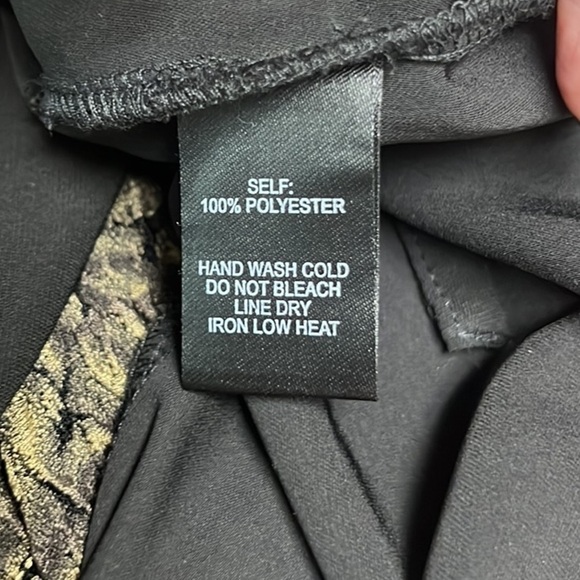 SELF:
100% POLYESTER
HAND WASH COLD
DO NOT BLEACH
LINE DRY
IRON LOW HEAT